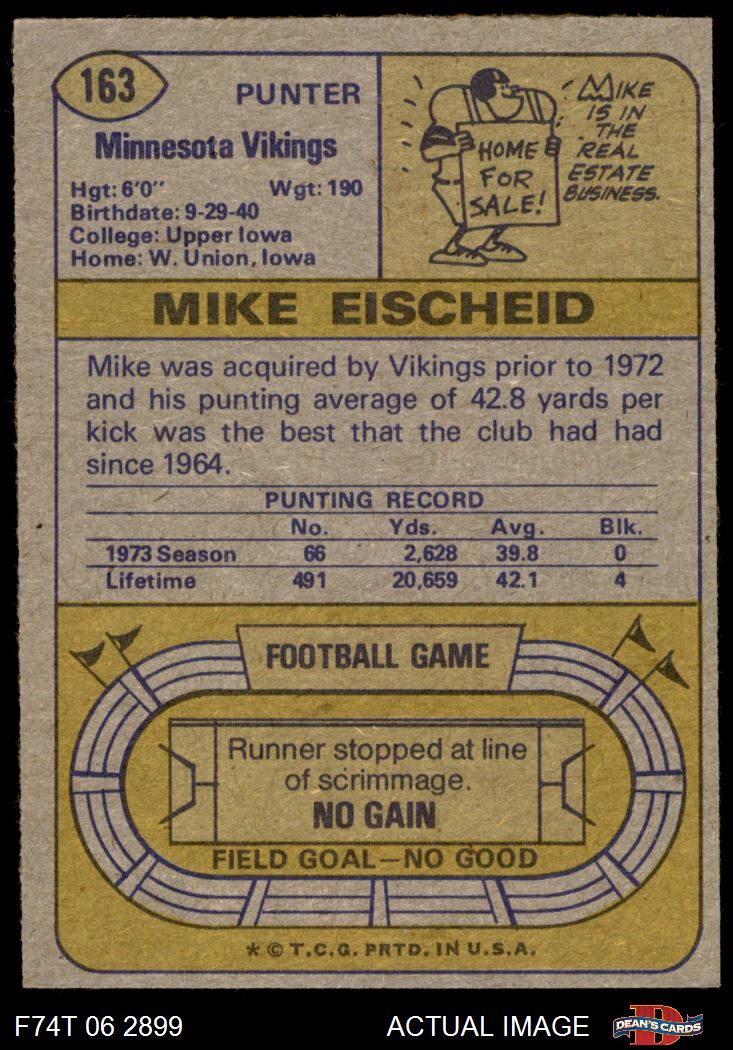 163
PUNTER
Minnesota Vikings
Hgt: 6'0" Wgt: 190
Birthdate: 9-29-40
College: Upper Iowa
Home: W. Union, Iowa
HOME
FOR
SALE!
MIKE
IS IN
THE
REAL
ESTATE
BUSINESS.
MIKE EISCHEID
Mike was acquired by Vikings prior to 1972
and his punting average of 42.8 yards per
kick was the best that the club had had
since 1964.
PUNTING RECORD
No. Yds. Avg. Blk.
1973 Season 66 2,628 39.8 0
Lifetime 491 20,659 42.1 4
FOOTBALL GAME
Runner stopped at line
of scrimmage.
NO GAIN
FIELD GOAL—NO GOOD
* © T.C.G. PRTD. IN U.S.A.
F74T 06 2899 ACTUAL IMAGE
D
DEAN'S CARDS